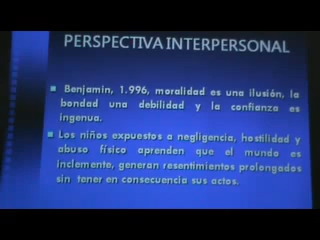 PERSPECTIVA INTERPERSONAL
Benjamin, 1.996, moralidad es una ilusión, la
bondad una debilidad y la confianza es
ingenua.
Los niños expuestos a negligencia, hostilidad y
abuso físico aprenden que el mundo es
inclemente, generan resentimientos prolongados
sin tener en consecuencia sus actos.